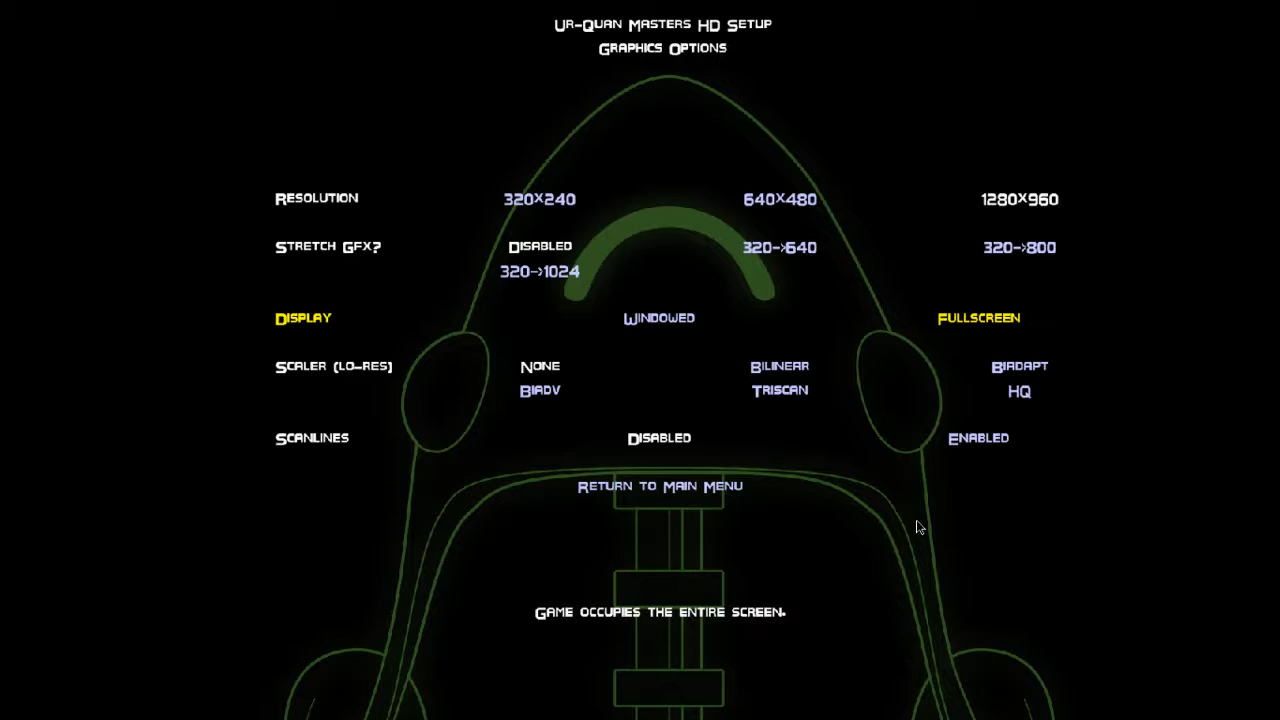 Ur-Quan Masters HD Setup
Graphics Options
Resolution 320x240 640x480 1280x960
Stretch Gfx? Disabled 320->640 320->800
320->1024
Display Windowed Fullscreen
Scaler (lo-res) None Bilinear Biadapt
Biadv Triscan HQ
Scanlines Disabled Enabled
Return to Main Menu
Game occupies the entire screen.